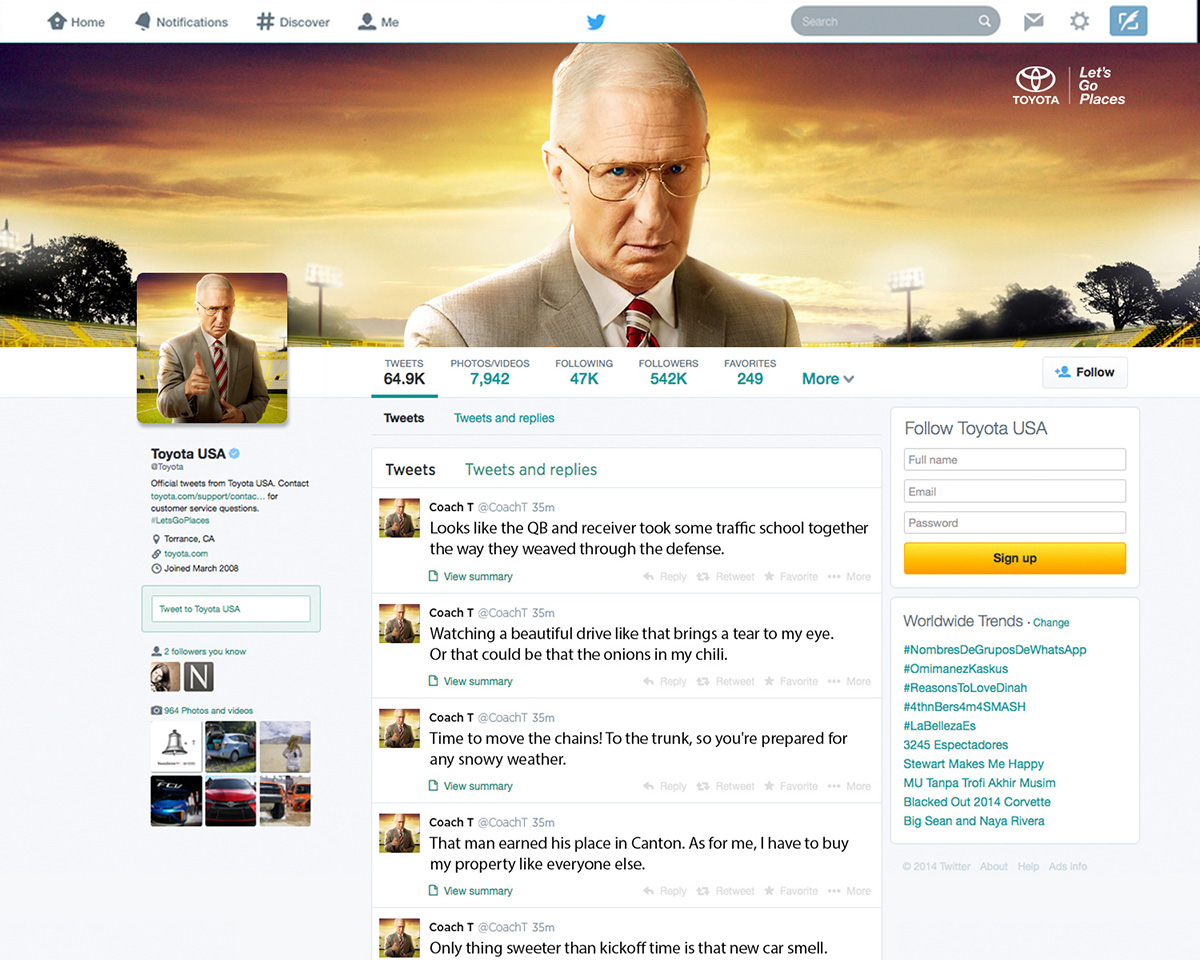 Home
Notifications
Discover
Me
Search
TOYOTA
Let's
Go
Places
TWEETS
64.9K
PHOTOS/VIDEOS
7,942
FOLLOWING
47K
FOLLOWERS
542K
FAVORITES
249
More
Follow
Toyota USA
@Toyota
Official tweets from Toyota USA. Contact
toyota.com/support/contac... for
customer service questions.
#LetsGoPlaces
Torrance, CA
toyota.com
Joined March 2008
Tweet to Toyota USA
2 followers you know
N
964 Photos and videos
FCV
Tweets
Tweets and replies
Tweets
Tweets and replies
Coach T @CoachT 35m
Looks like the QB and receiver took some traffic school together
the way they weaved through the defense.
View summary
Reply
Retweet
Favorite
More
Coach T @CoachT 35m
Watching a beautiful drive like that brings a tear to my eye.
Or that could be that the onions in my chili.
View summary
Reply
Retweet
Favorite
More
Coach T @CoachT 35m
Time to move the chains! To the trunk, so you're prepared for
any snowy weather.
View summary
Reply
Retweet
Favorite
More
Coach T @CoachT 35m
That man earned his place in Canton. As for me, I have to buy
my property like everyone else.
View summary
Reply
Retweet
Favorite
More
Coach T @CoachT 35m
Only thing sweeter than kickoff time is that new car smell.
Follow Toyota USA
Full name
Email
Password
Sign up
Worldwide Trends · Change
#NombresDeGruposDeWhatsApp
#OmimanezKaskus
#ReasonsToLoveDinah
#4thnBers4m4SMASH
#LaBellezaEs
3245 Espectadores
Stewart Makes Me Happy
MU Tanpa Trofi Akhir Musim
Blacked Out 2014 Corvette
Big Sean and Naya Rivera
© 2014 Twitter About Help Ads info